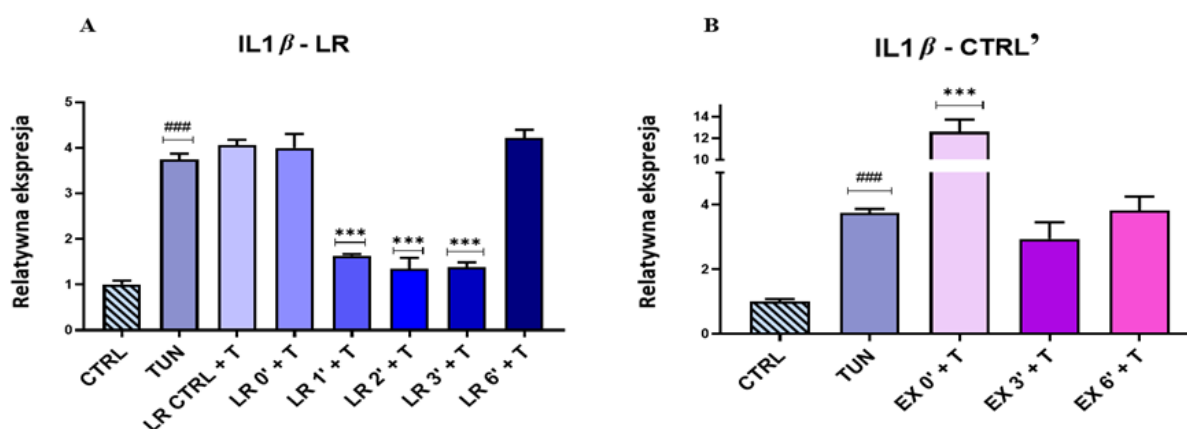 A
IL1β - LR
Relatywna ekspresja
5
4
3
2
1
0
###
***
***
***
CTRL
TUN
LR CTRL + T
LR 0' + T
LR 1' + T
LR 2' + T
LR 3' + T
LR 6' + T
B
IL1β - CTRL’
Relatywna ekspresja
14
12
10
4
2
0
###
***
CTRL
TUN
EX 0' + T
EX 3' + T
EX 6' + T